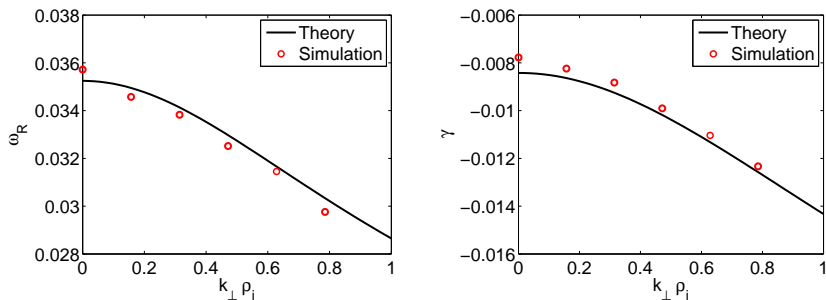 0.038
0.036
0.034
0.032
0.03
0.028
ω_R
0 0.2 0.4 0.6 0.8 1
k_⊥ ρ_i
Theory
Simulation
−0.006
−0.008
−0.01
−0.012
−0.014
−0.016
γ
0 0.2 0.4 0.6 0.8 1
k_⊥ ρ_i
Theory
Simulation